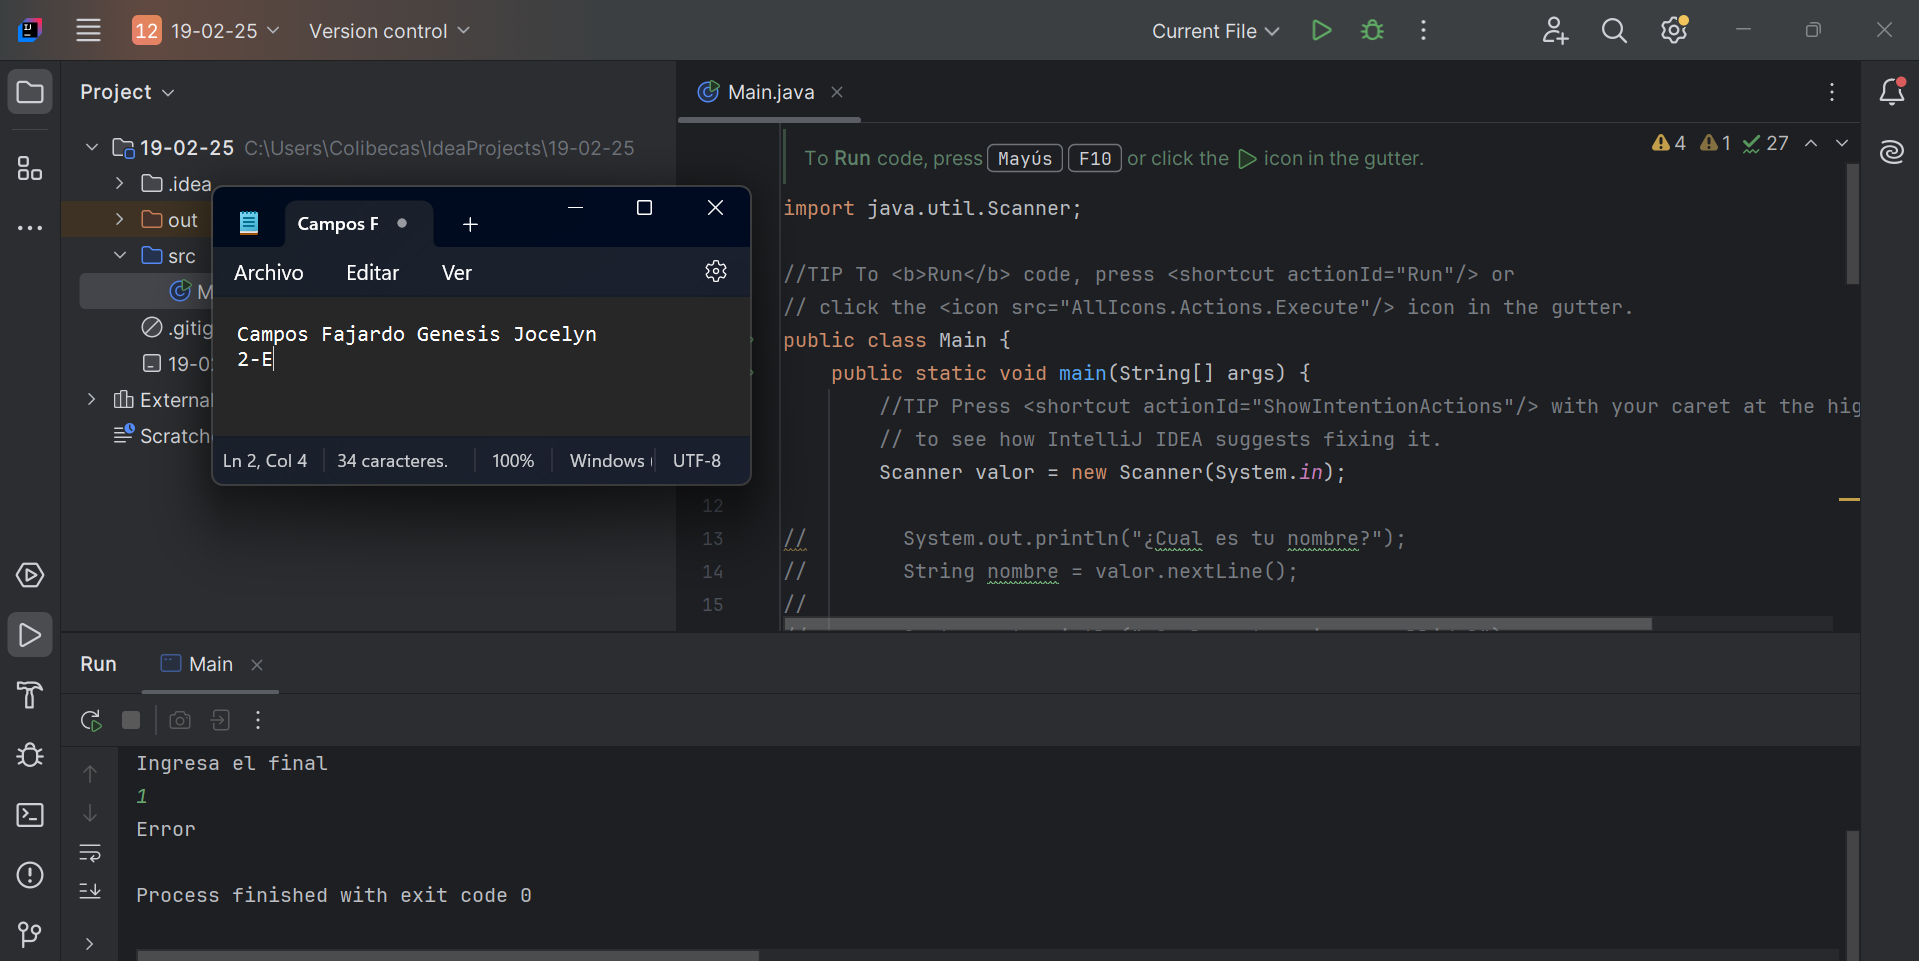 12 19-02-25 Version control Current File
Project
Main.java
19-02-25 C:\Users\Colibecas\IdeaProjects\19-02-25
.idea
out
src
M
.gitig
19-0
External
Scratch
Campos F
Archivo Editar Ver
Campos Fajardo Genesis Jocelyn
2-E
Ln 2, Col 4 34 caracteres. 100% Windows ( UTF-8
To Run code, press Mayús F10 or click the icon in the gutter.
4 1 27
import java.util.Scanner;
//TIP To <b>Run</b> code, press <shortcut actionId="Run"/> or
// click the <icon src="AllIcons.Actions.Execute"/> icon in the gutter.
public class Main {
public static void main(String[] args) {
//TIP Press <shortcut actionId="ShowIntentionActions"/> with your caret at the hig
// to see how IntelliJ IDEA suggests fixing it.
Scanner valor = new Scanner(System.in);
12
13 // System.out.println("¿Cual es tu nombre?");
14 // String nombre = valor.nextLine();
15 //
Run Main
Ingresa el final
1
Error
Process finished with exit code 0